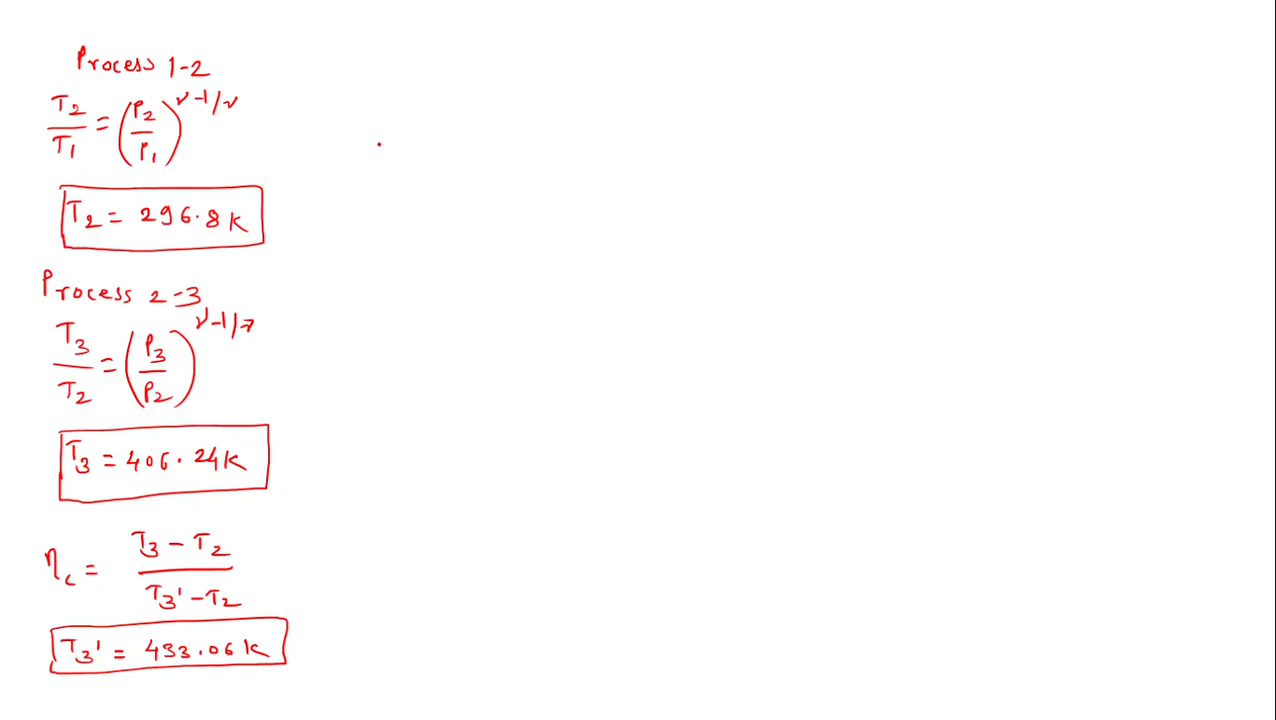 Process 1-2
T2/T1 = (P2/P1)^γ-1/γ
T2 = 296.8 K
Process 2-3
T3/T2 = (P3/P2)^γ-1/γ
T3 = 406.24 K
ηc = T3 - T2 / T3' - T2
T3' = 433.06 K